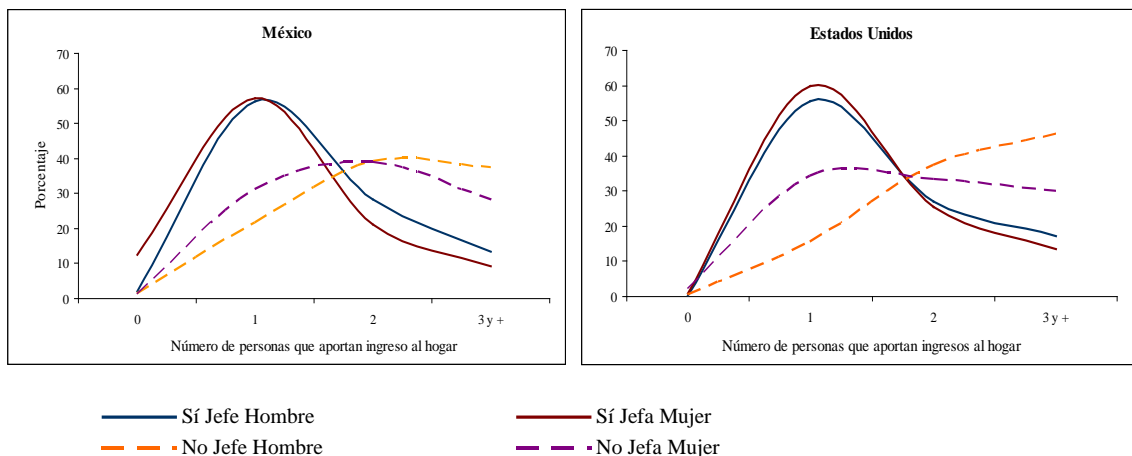 México
70
60
50
40
30
20
10
0
Porcentaje
0 1 2 3 y +
Número de personas que aportan ingreso al hogar
Estados Unidos
70
60
50
40
30
20
10
0
0 1 2 3 y +
Número de personas que aportan ingresos al hogar
Sí Jefe Hombre Sí Jefa Mujer
No Jefe Hombre No Jefa Mujer